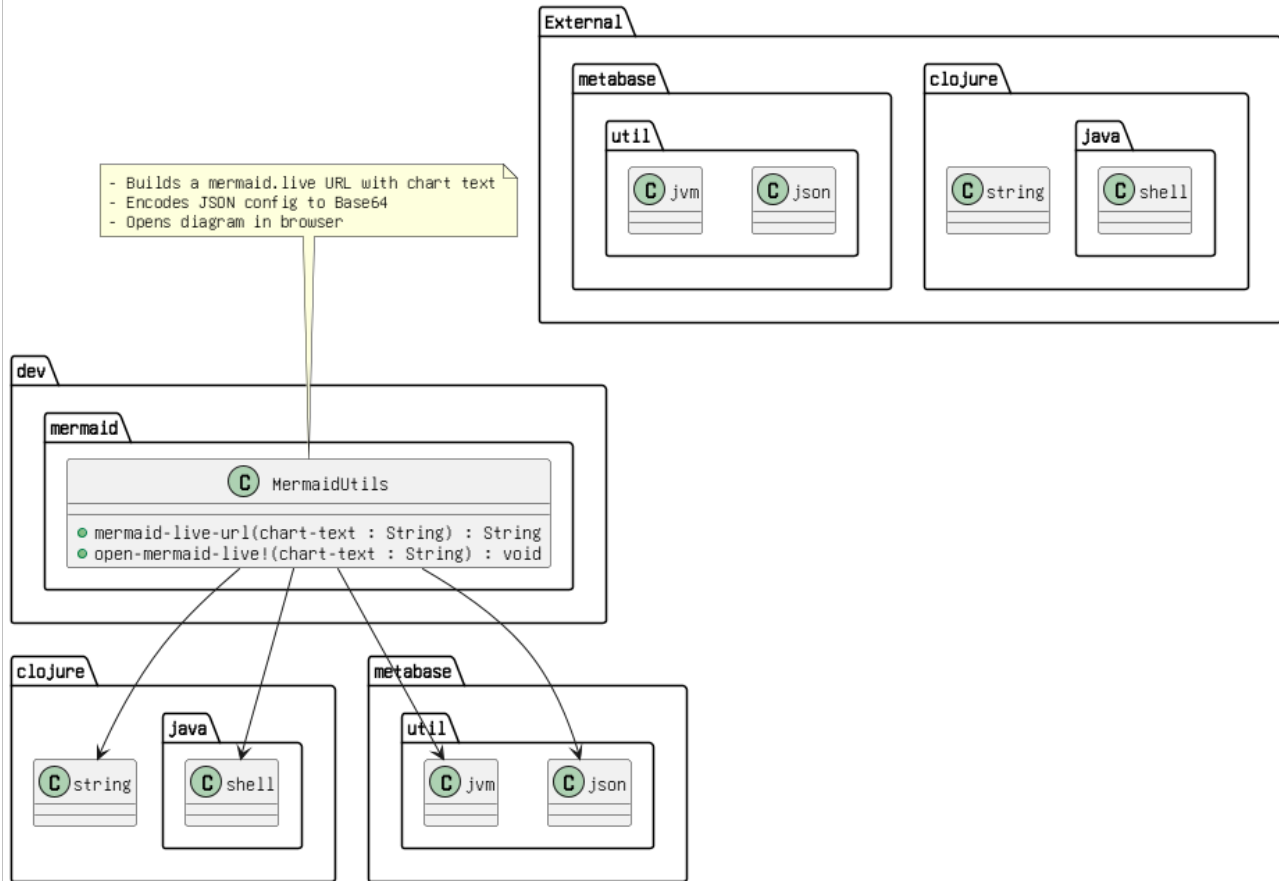 External
metabase
clojure
util
java
C jvm
C json
C string
C shell
- Builds a mermaid.live URL with chart text
- Encodes JSON config to Base64
- Opens diagram in browser
dev
mermaid
C MermaidUtils
mermaid-live-url(chart-text : String) : String
open-mermaid-live!(chart-text : String) : void
clojure
metabase
java
util
C string
C shell
C jvm
C json